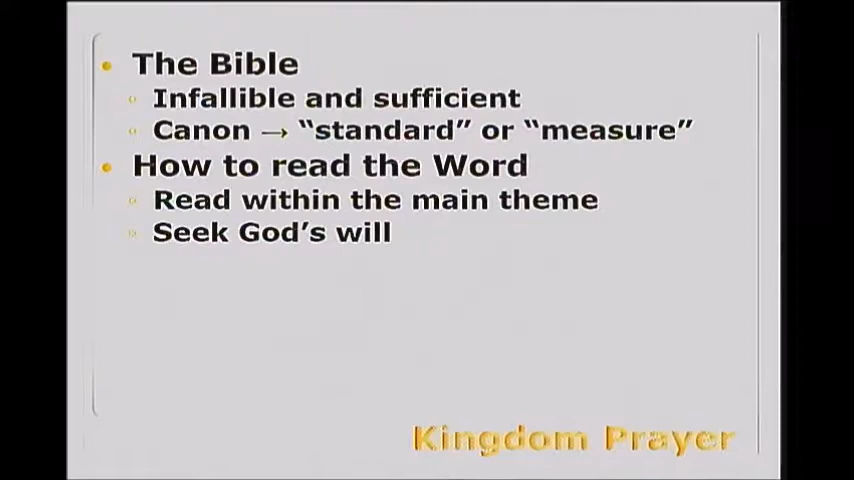 The Bible
Infallible and sufficient
Canon → “standard” or “measure”
How to read the Word
Read within the main theme
Seek God’s will
Kingdom Prayer